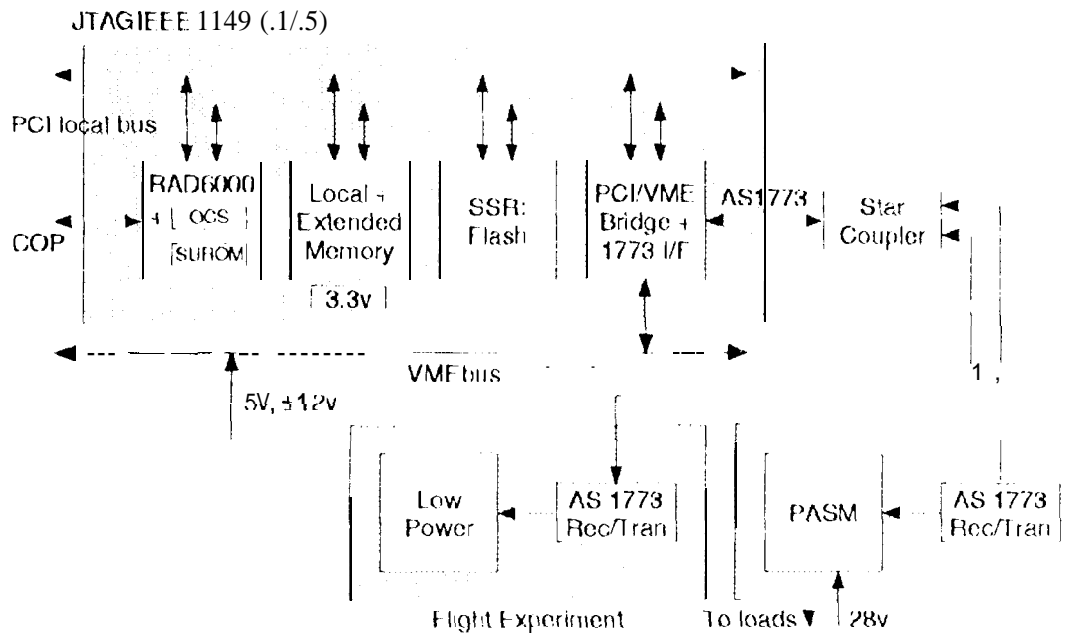 JTAGIEEE 1149 (.1/.5)
PCI local bus
RAD6000
+ OCS
SUROM
COP
Local +
Extended
Memory
3.3v
SSR:
Flash
PCI/VME
Bridge +
1773 I/F
AS1773
Star
Coupler
VMEbus
5V, ±12v
1 ,
Low
Power
AS 1773
Rec/Tran
PASM
AS 1773
Rec/Tran
Flight Experiment
To loads
28v